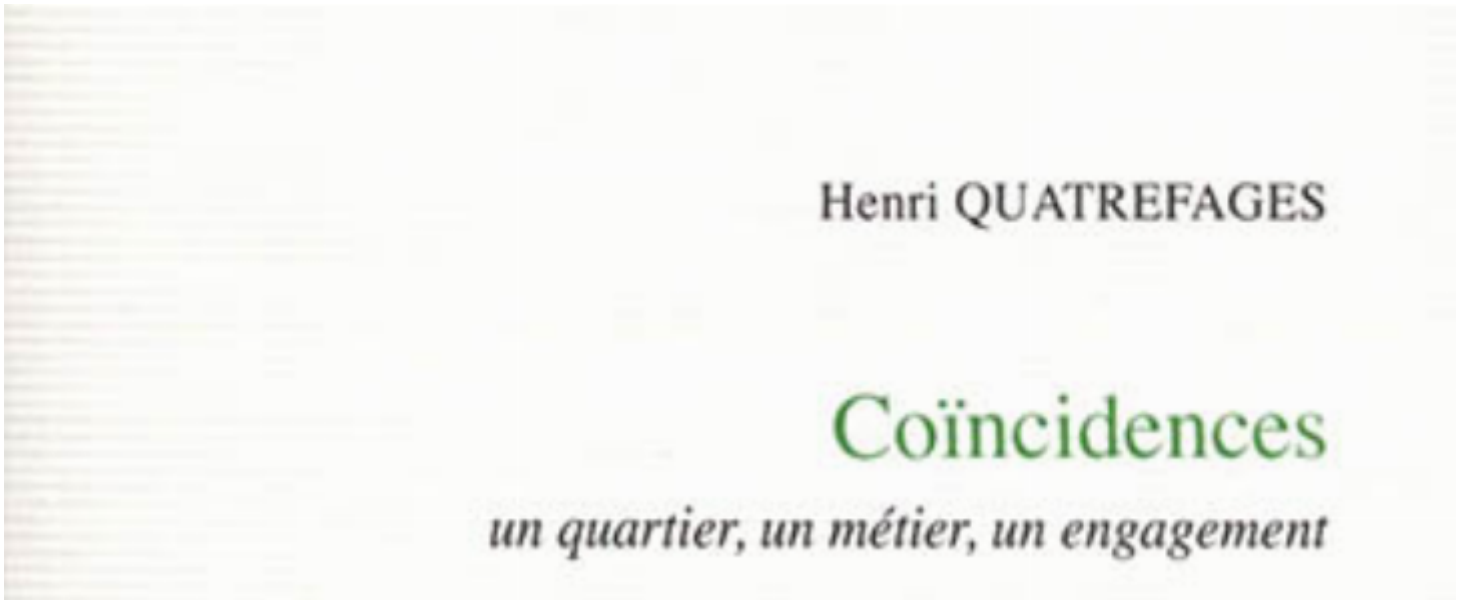 Henri QUATREFAGES
Coïncidences
un quartier, un métier, un engagement